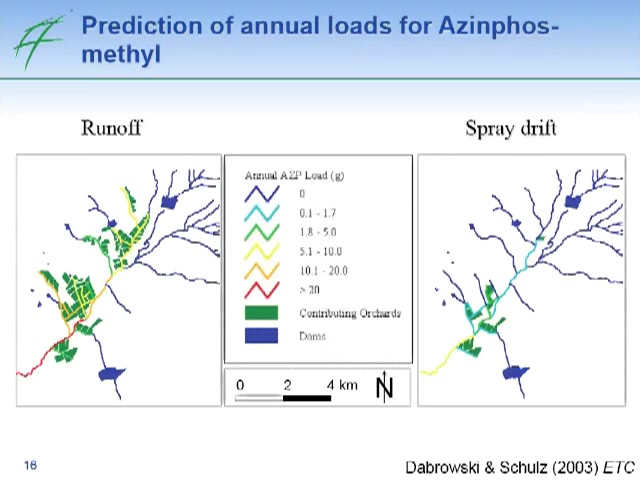 Prediction of annual loads for Azinphos-
methyl
Runoff
Spray drift
Annual AZP Load (g)
0
0.1 - 1.7
1.8 - 5.0
5.1 - 10.0
10.1 - 20.0
> 20
Contributing Orchards
Dams
0 2 4 km N
16
Dabrowski & Schulz (2003) ETC